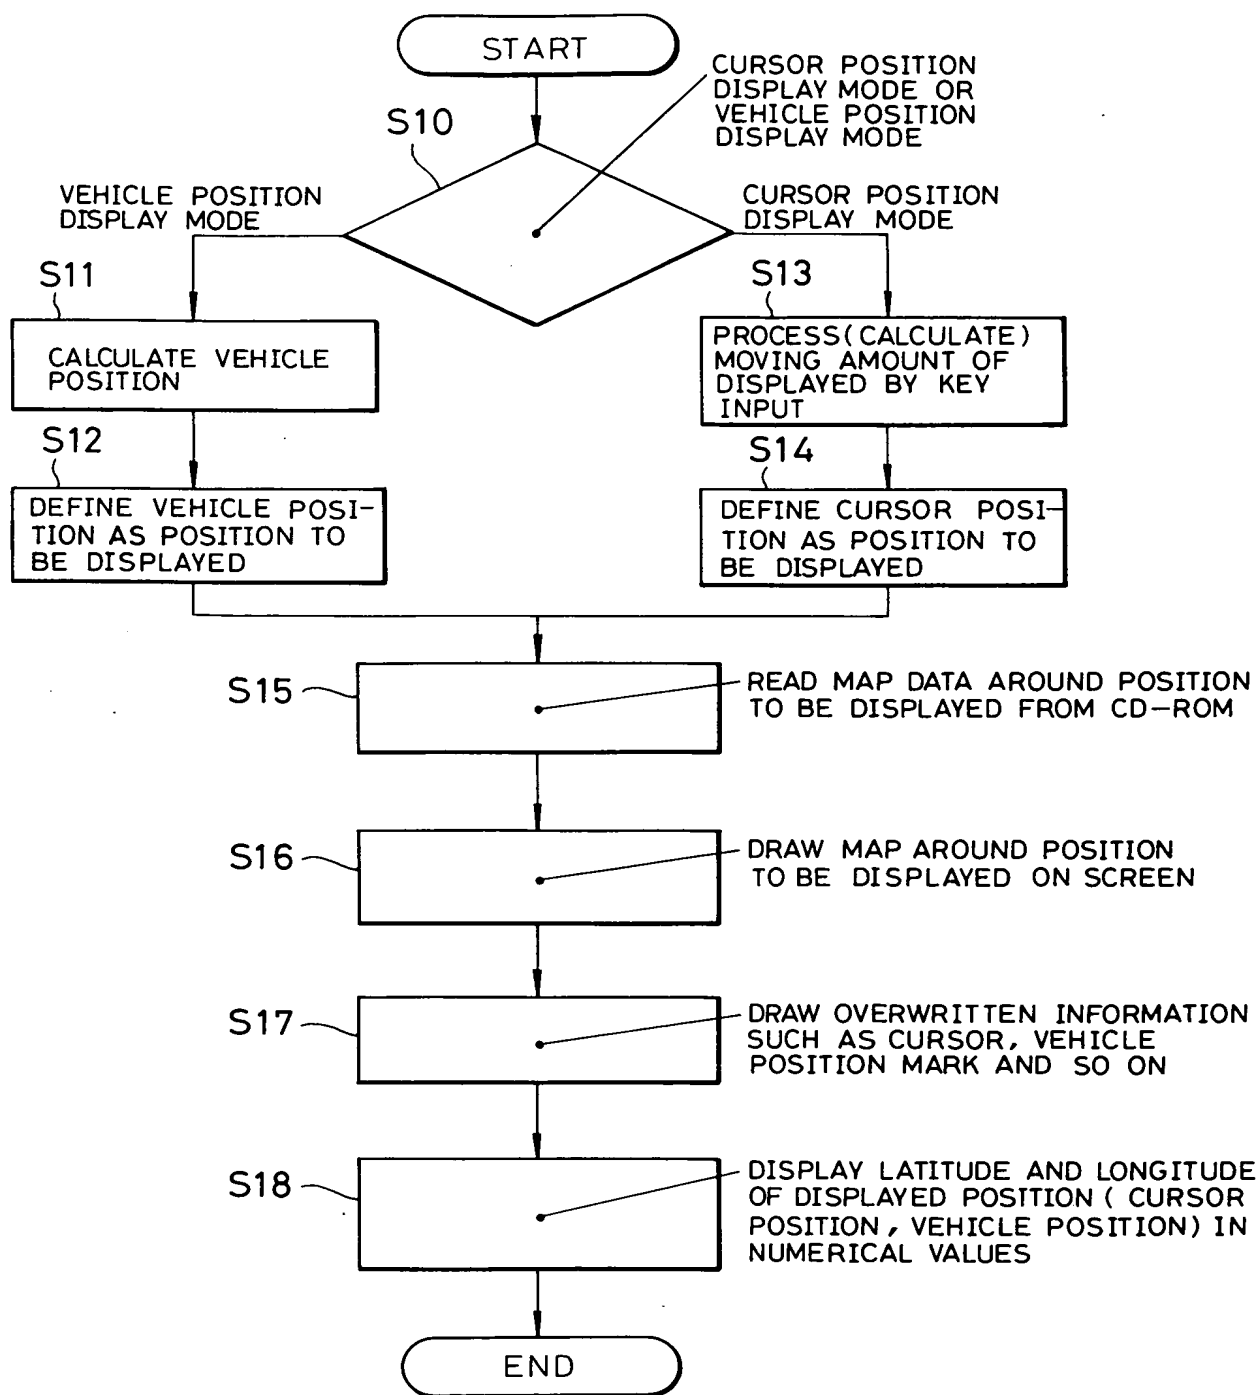 START
CURSOR POSITION
DISPLAY MODE OR
VEHICLE POSITION
DISPLAY MODE
S10
VEHICLE POSITION
DISPLAY MODE
CURSOR POSITION
DISPLAY MODE
S11
CALCULATE VEHICLE
POSITION
S13
PROCESS(CALCULATE)
MOVING AMOUNT OF
DISPLAYED BY KEY
INPUT
S12
DEFINE VEHICLE POSI-
TION AS POSITION TO
BE DISPLAYED
S14
DEFINE CURSOR POSI-
TION AS POSITION TO
BE DISPLAYED
S15
READ MAP DATA AROUND POSITION
TO BE DISPLAYED FROM CD-ROM
S16
DRAW MAP AROUND POSITION
TO BE DISPLAYED ON SCREEN
S17
DRAW OVERWRITTEN INFORMATION
SUCH AS CURSOR, VEHICLE
POSITION MARK AND SO ON
S18
DISPLAY LATITUDE AND LONGITUDE
OF DISPLAYED POSITION ( CURSOR
POSITION, VEHICLE POSITION) IN
NUMERICAL VALUES
END